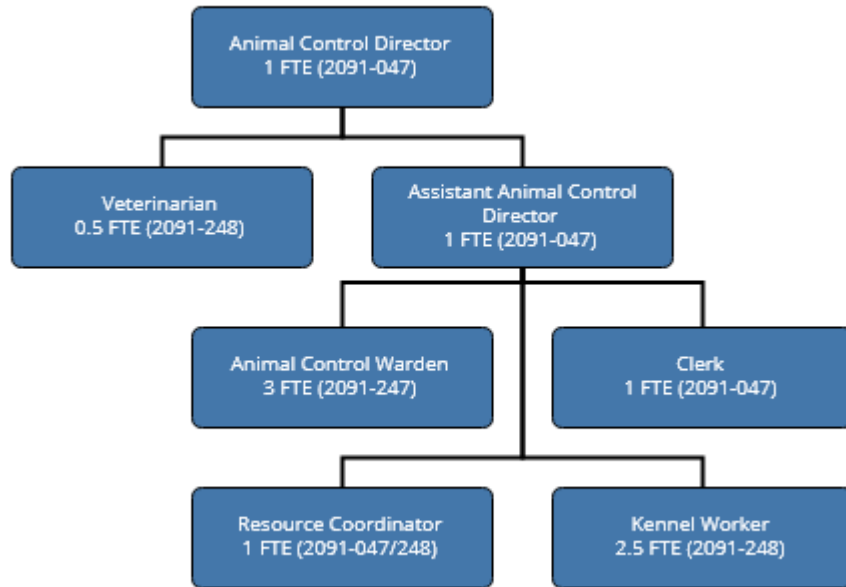 Animal Control Director
1 FTE (2091-047)
Veterinarian
0.5 FTE (2091-248)
Assistant Animal Control
Director
1 FTE (2091-047)
Animal Control Warden
3 FTE (2091-247)
Clerk
1 FTE (2091-047)
Resource Coordinator
1 FTE (2091-047/248)
Kennel Worker
2.5 FTE (2091-248)